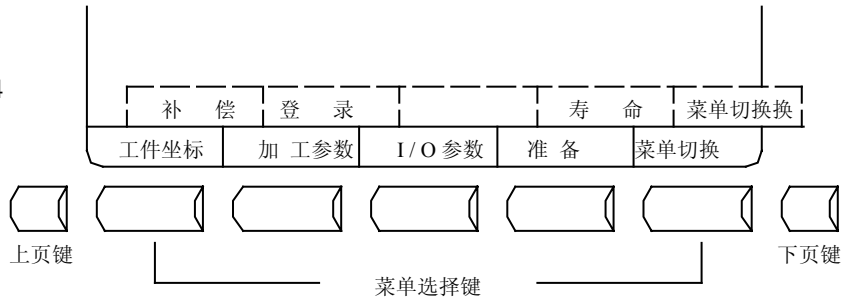 补 偿 登 录 寿 命 菜单切换换
工件坐标 加 工参数 I / O 参数 准 备 菜单切换
上页键 下页键
菜单选择键